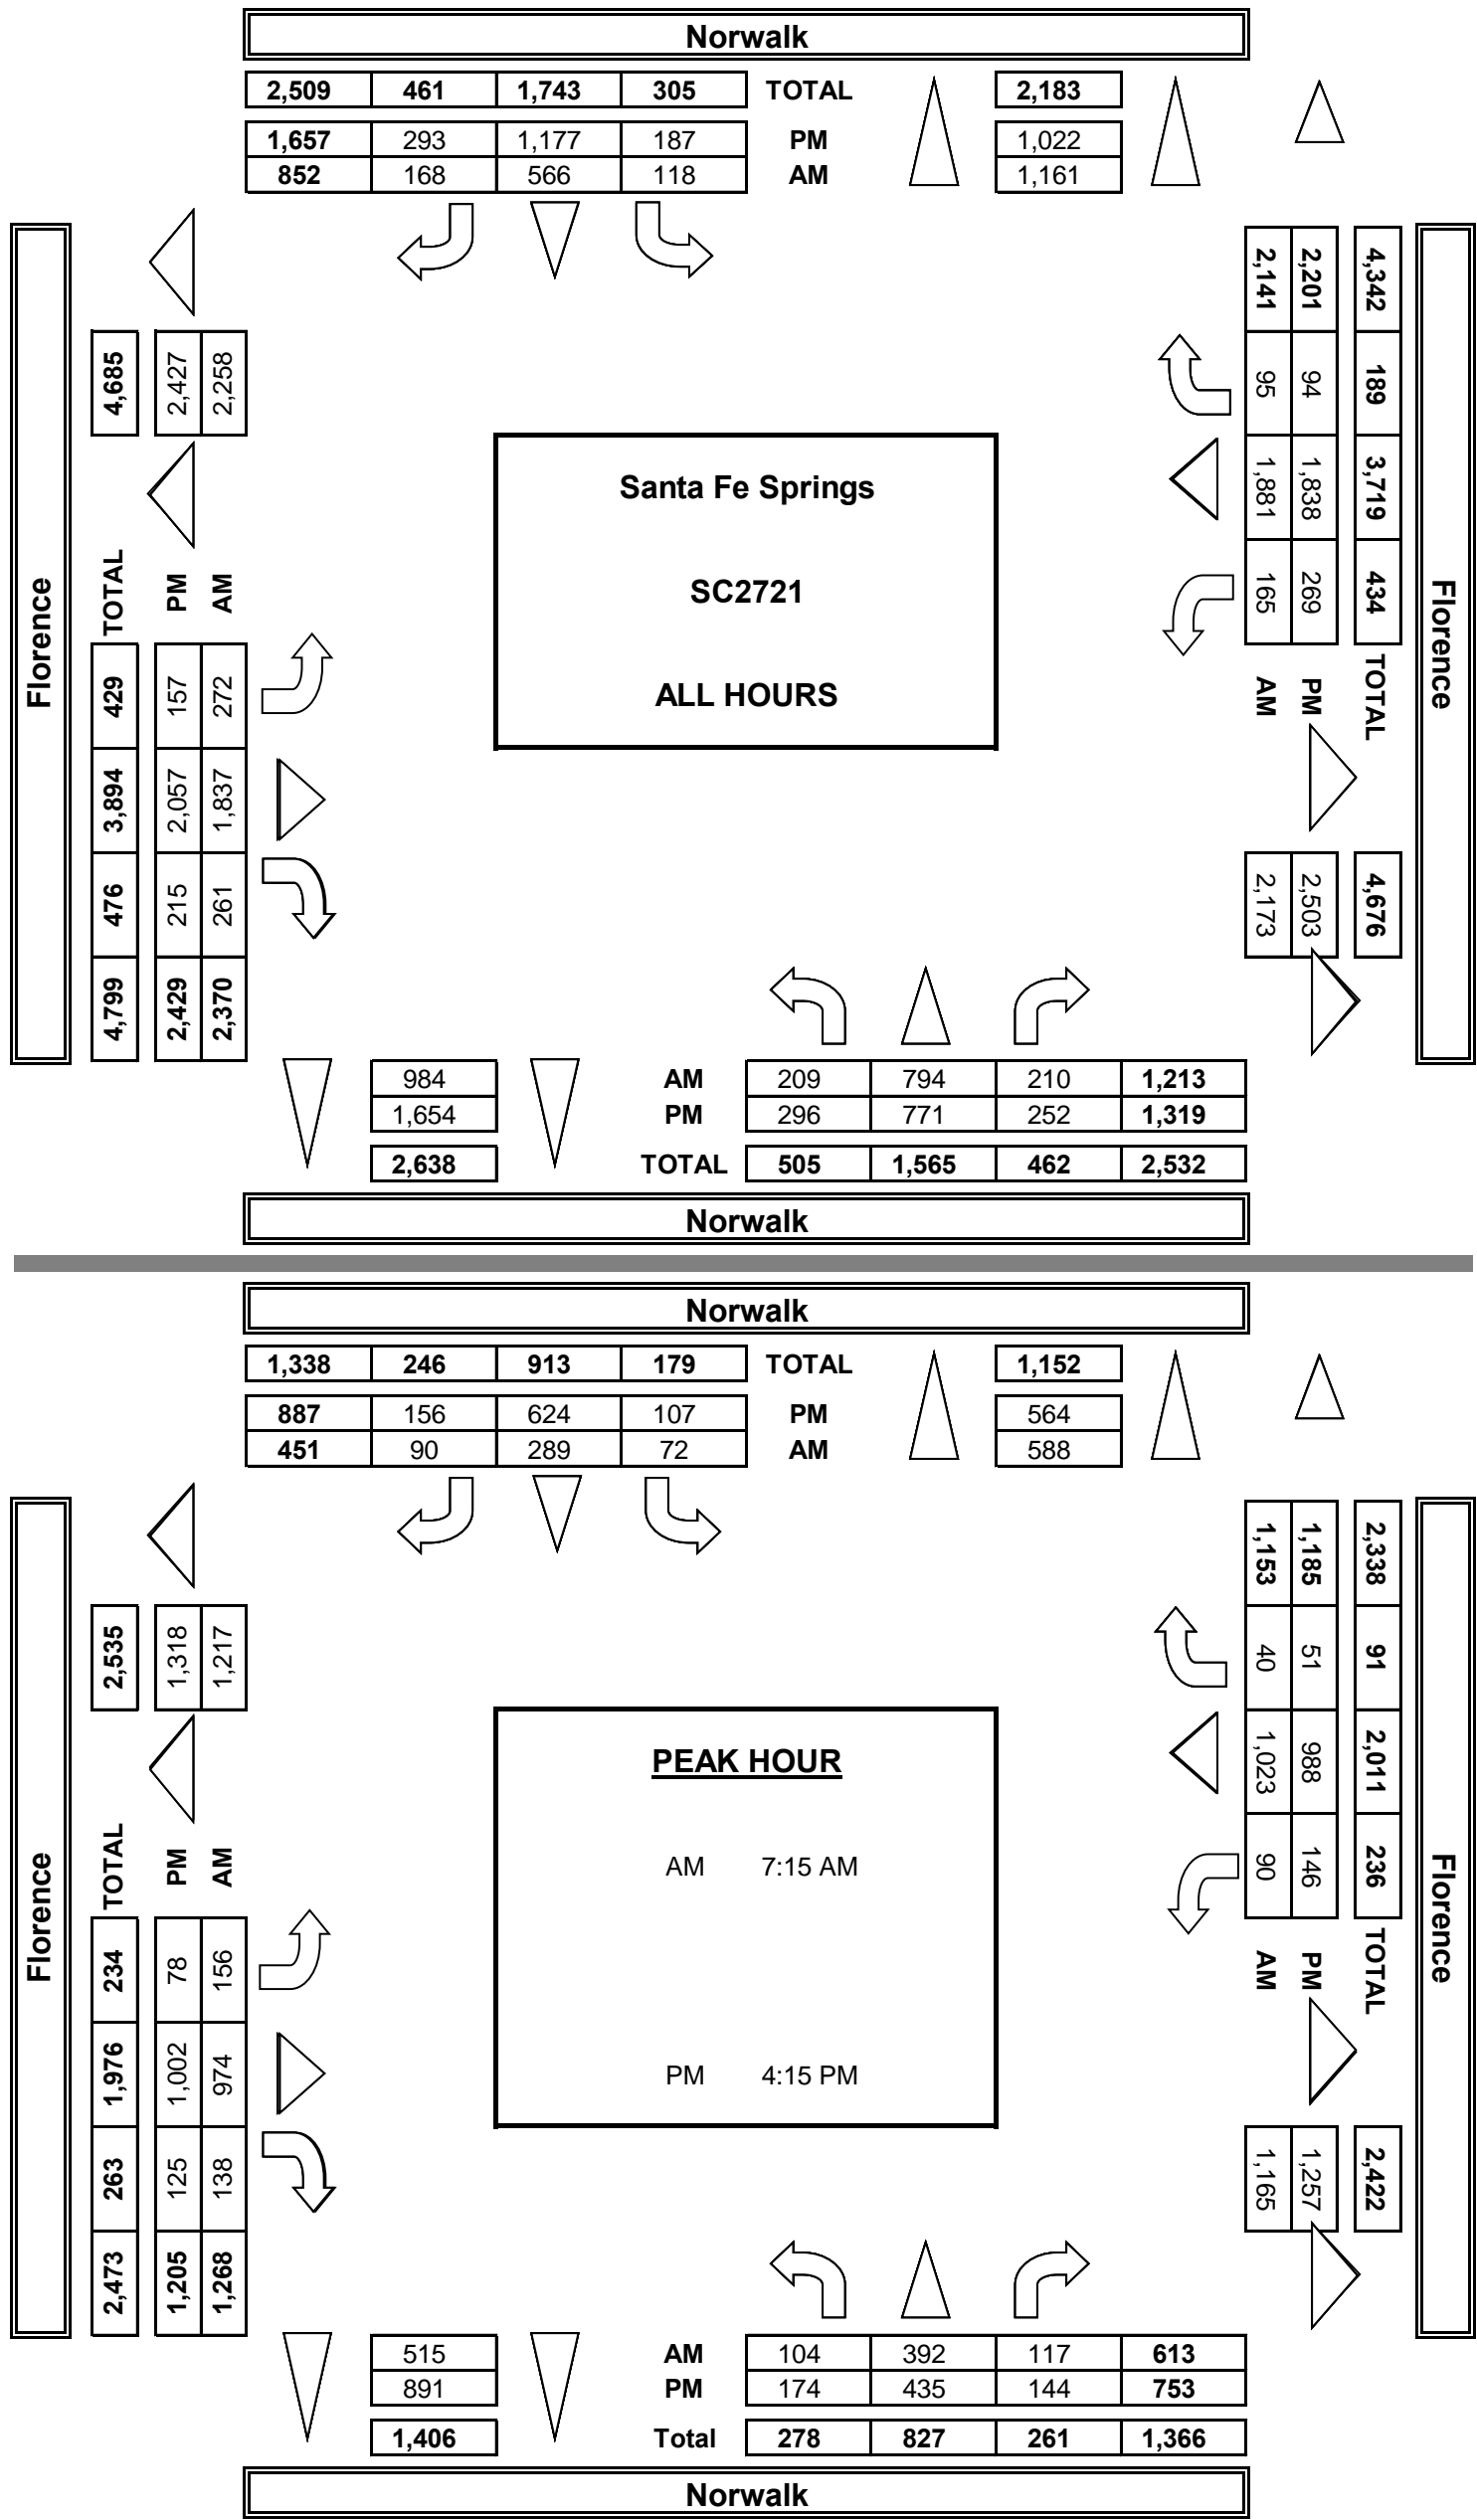 Norwalk
2,509 461 1,743 305 TOTAL 2,183
1,657 293 1,177 187 PM 1,022
852 168 566 118 AM 1,161
Florence
4,685
2,427
2,258
TOTAL
PM
AM
429 3,894 476 4,799
157 2,057 215 2,429
272 1,837 261 2,370
Santa Fe Springs
SC2721
ALL HOURS
4,342 189 3,719 434 TOTAL 4,676
2,201 94 1,838 269 PM 2,503
2,141 95 1,881 165 AM 2,173
Florence
984 AM 209 794 210 1,213
1,654 PM 296 771 252 1,319
2,638 TOTAL 505 1,565 462 2,532
Norwalk
Norwalk
1,338 246 913 179 TOTAL 1,152
887 156 624 107 PM 564
451 90 289 72 AM 588
Florence
2,535
1,318
1,217
TOTAL
PM
AM
234 1,976 263 2,473
78 1,002 125 1,205
156 974 138 1,268
PEAK HOUR
AM 7:15 AM
PM 4:15 PM
2,338 91 2,011 236 TOTAL 2,422
1,185 51 988 146 PM 1,257
1,153 40 1,023 90 AM 1,165
Florence
515 AM 104 392 117 613
891 PM 174 435 144 753
1,406 Total 278 827 261 1,366
Norwalk